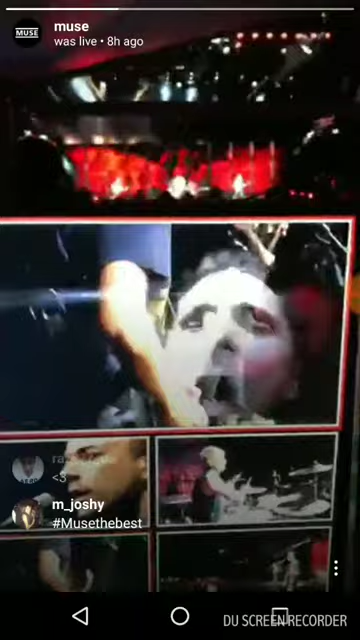 MUSE
muse
was live • 8h ago
<3
m_joshy
#Musethebest
DU SCREEN RECORDER